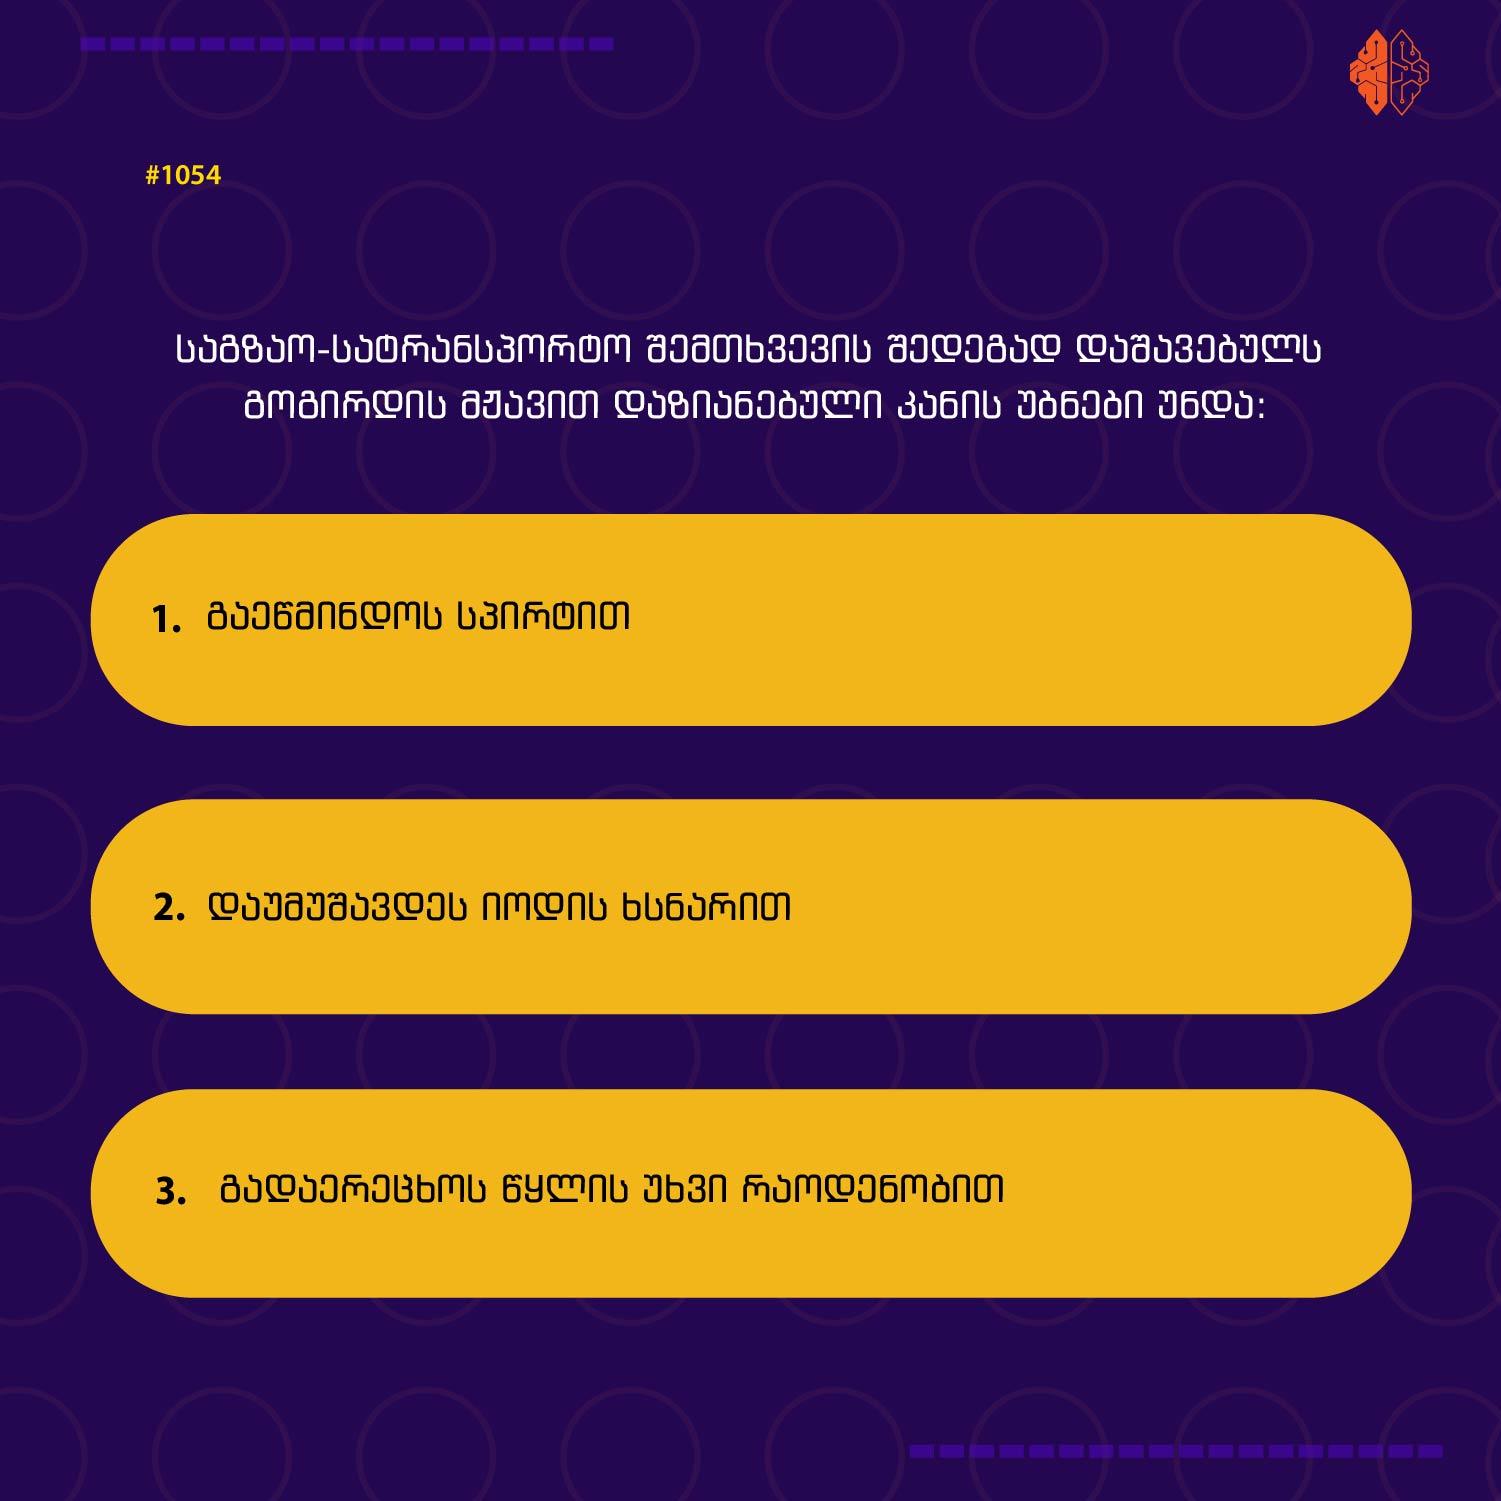 #1054
საგზაო-სატრანსპორტო შემთხვევის შედეგად დაშავებულს
გოგირდის მჟავით დაზიანებული კანის უბნები უნდა:
1. გაეწმინდოს სპირტით
2. დაუმუშავდეს იოდის ხსნარით
3. გადაერეცხოს წყლის უხვი რაოდენობით